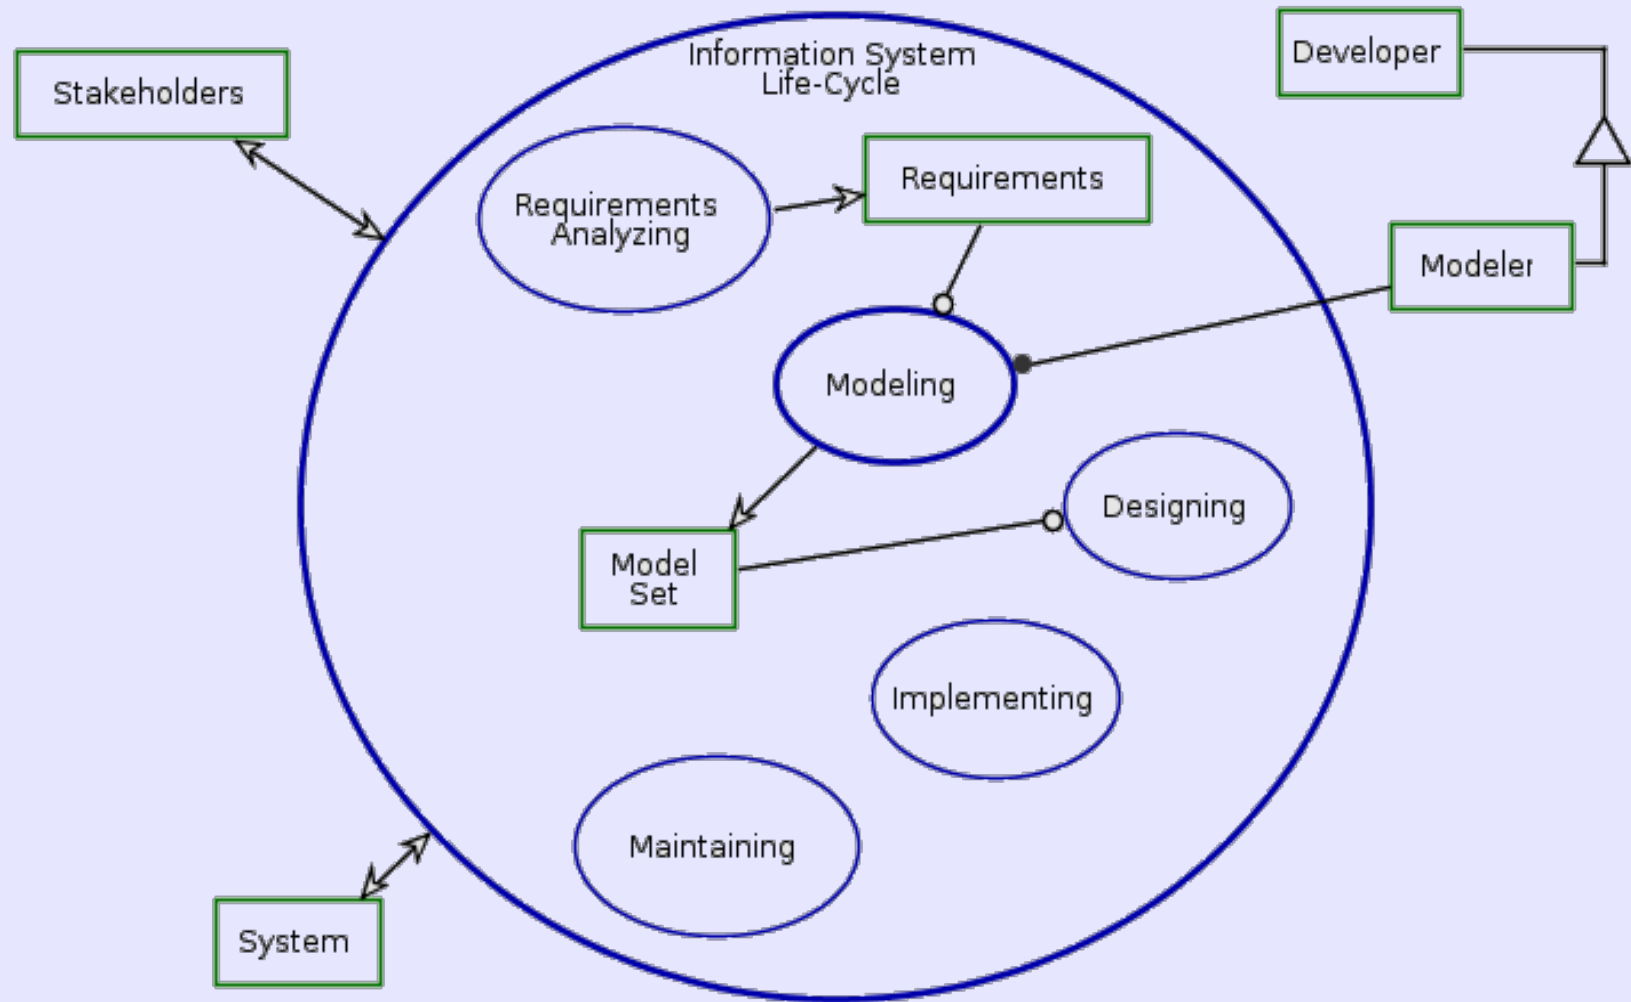 Information System
Life-Cycle
Developer
Stakeholders
Requirements
Requirements
Analyzing
Modeler
Modeling
Designing
Model
Set
Implementing
Maintaining
System